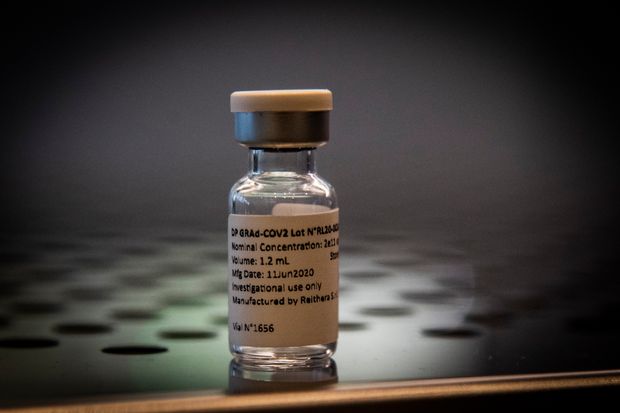 DP GRAd-COV2 Lot N°RL20-
Nominal Concentration: 2e11
Volume: 1.2 mL
Mfg Date: 11Jun2020
Investigational use only
Manufactured by Reithera
Vial N°1656